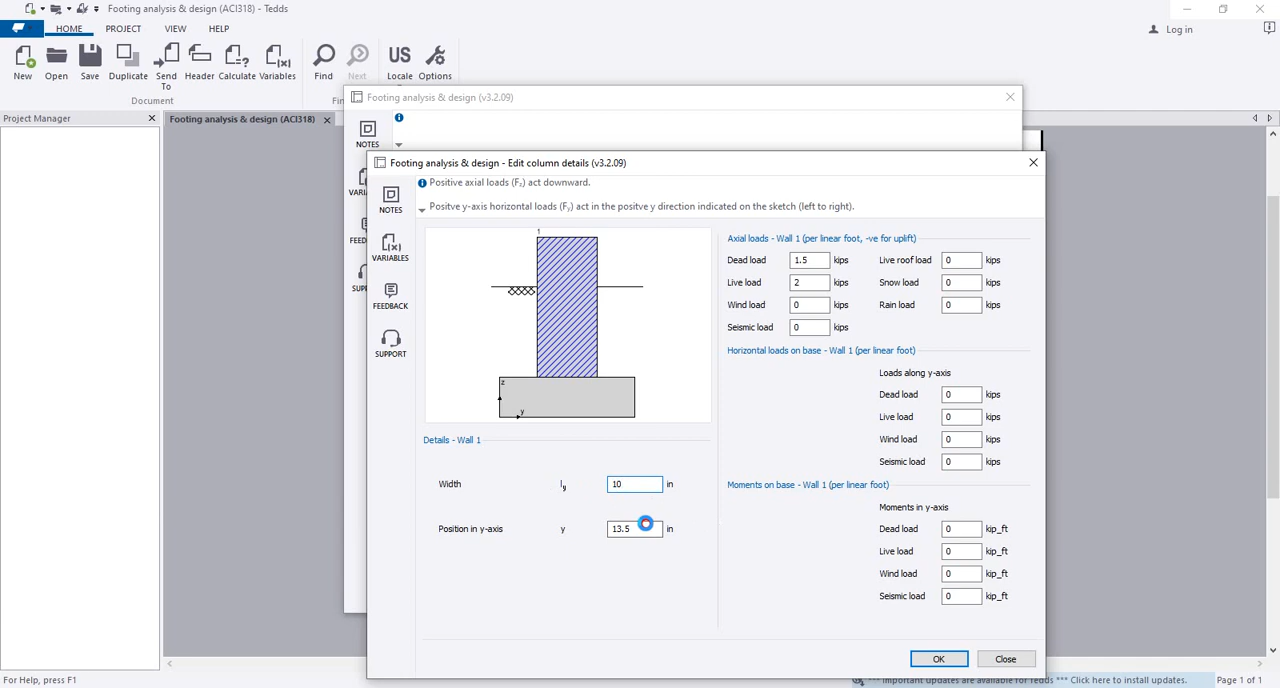 Footing analysis & design (ACI318) - Tedds
HOME PROJECT VIEW HELP
Log in
New Open Save Duplicate Send To Header Calculate Variables Find Next Locale Options
US
Document
Project Manager
Footing analysis & design (ACI318)
Footing analysis & design (v3.2.09)
NOTES
Footing analysis & design - Edit column details (v3.2.09)
NOTES
VARIABLES
FEEDBACK
SUPPORT
Positive axial loads (Fz) act downward.
Positve y-axis horizontal loads (Fy) act in the positve y direction indicated on the sketch (left to right).
1
z
y
Details - Wall 1
Width ly 10 in
Position in y-axis y 13.5 in
Axial loads - Wall 1 (per linear foot, -ve for uplift)
Dead load 1.5 kips Live roof load 0 kips
Live load 2 kips Snow load 0 kips
Wind load 0 kips Rain load 0 kips
Seismic load 0 kips
Horizontal loads on base - Wall 1 (per linear foot)
Loads along y-axis
Dead load 0 kips
Live load 0 kips
Wind load 0 kips
Seismic load 0 kips
Moments on base - Wall 1 (per linear foot)
Moments in y-axis
Dead load 0 kip_ft
Live load 0 kip_ft
Wind load 0 kip_ft
Seismic load 0 kip_ft
OK Close
For Help, press F1
*** Important updates are available for Tedds *** Click here to install updates.
Page 1 of 1